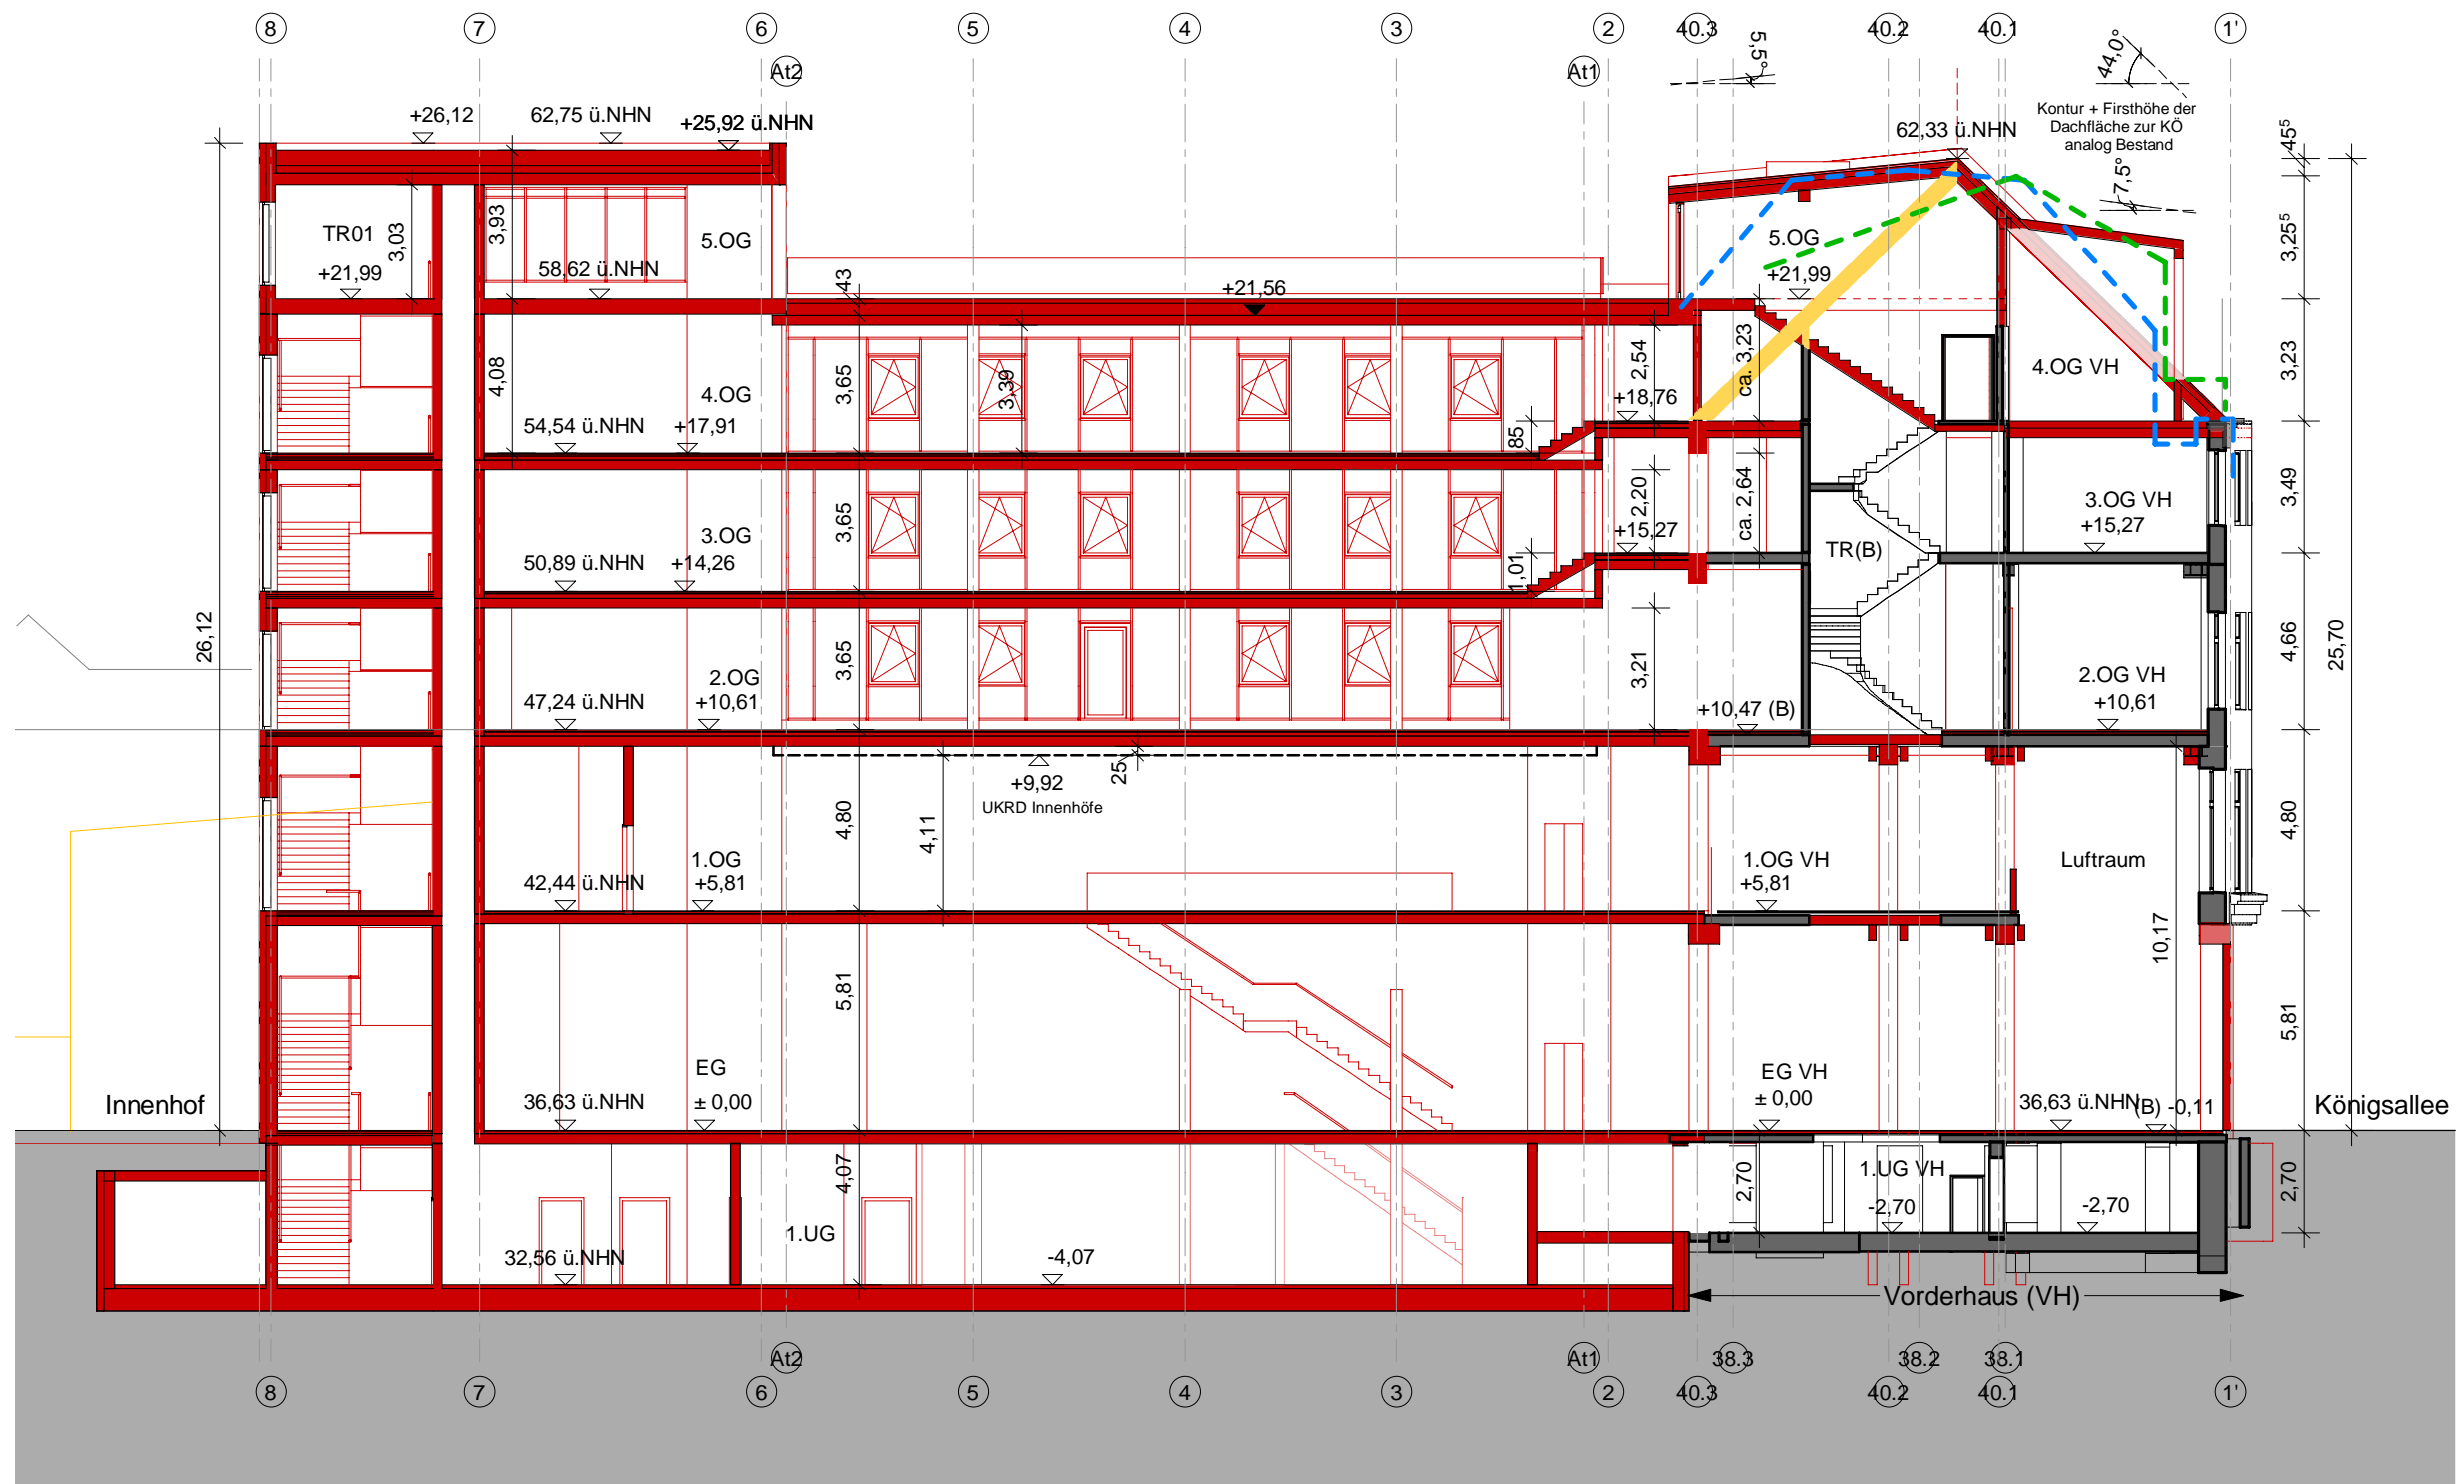 8 7 6 5 4 3 2 40.3 40.2 40.1 1'
At2 At1
5,5° 44,0°
Kontur + Firsthöhe der
Dachfläche zur KÖ
analog Bestand
7,5°
+26,12 62,75 ü.NHN +25,92 ü.NHN 62,33 ü.NHN
45⁵
TR01 3,03 3,93 5.OG 5.OG 3,25⁵
+21,99 58,62 ü.NHN 43 +21,56 +21,99
4,08 4.OG 3,65 3,39 2,54 ca. 3,23 4.OG VH 3,23
54,54 ü.NHN +17,91 85 +18,76
3.OG 3,65 2,20 ca. 2,64 3.OG VH 3,49
50,89 ü.NHN +14,26 1,01 +15,27 TR(B) +15,27
26,12 25,70
2.OG 3,65 3,21 2.OG VH 4,66
47,24 ü.NHN +10,61 +10,47 (B) +10,61
+9,92 25
UKRD Innenhöfe
4,80 4,11 4,80
1.OG 1.OG VH Luftraum
42,44 ü.NHN +5,81 +5,81
10,17
5,81 5,81
EG EG VH
Innenhof 36,63 ü.NHN ± 0,00 ± 0,00 36,63 ü.NHN (B) -0,11 Königsallee
4,07 2,70 1.UG VH 2,70
1.UG -2,70 -2,70
32,56 ü.NHN -4,07
Vorderhaus (VH)
At2 At1 38.3 38.2 38.1
8 7 6 5 4 3 2 40.3 40.2 40.1 1'